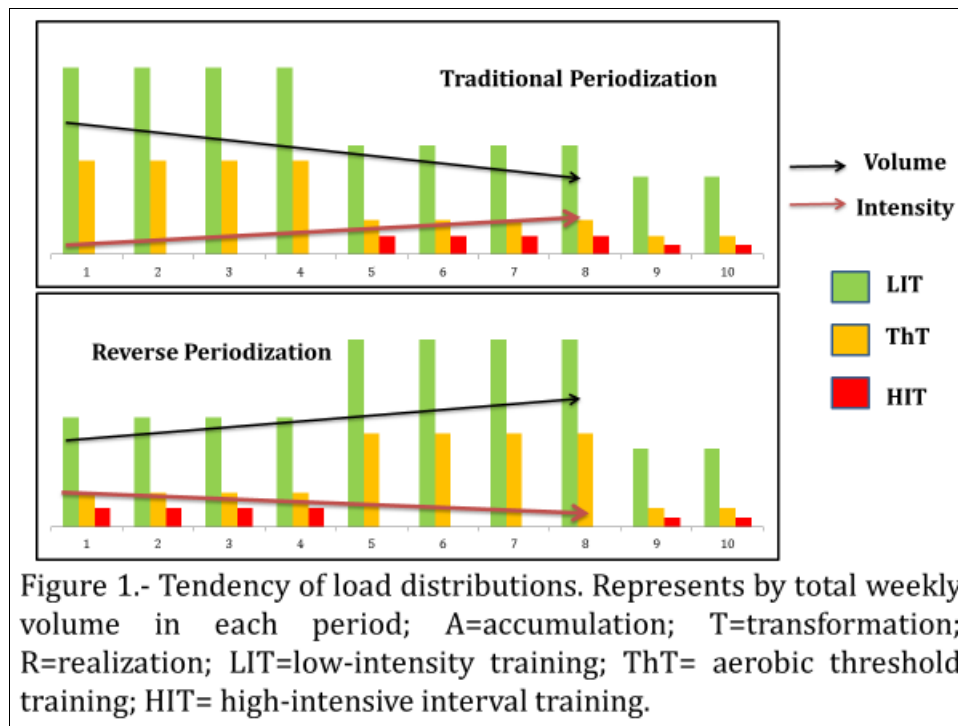 Traditional Periodization
1 2 3 4 5 6 7 8 9 10
Volume
Intensity
LIT
ThT
HIT
Reverse Periodization
1 2 3 4 5 6 7 8 9 10
Figure 1.- Tendency of load distributions. Represents by total weekly
volume in each period; A=accumulation; T=transformation;
R=realization; LIT=low-intensity training; ThT= aerobic threshold
training; HIT= high-intensive interval training.